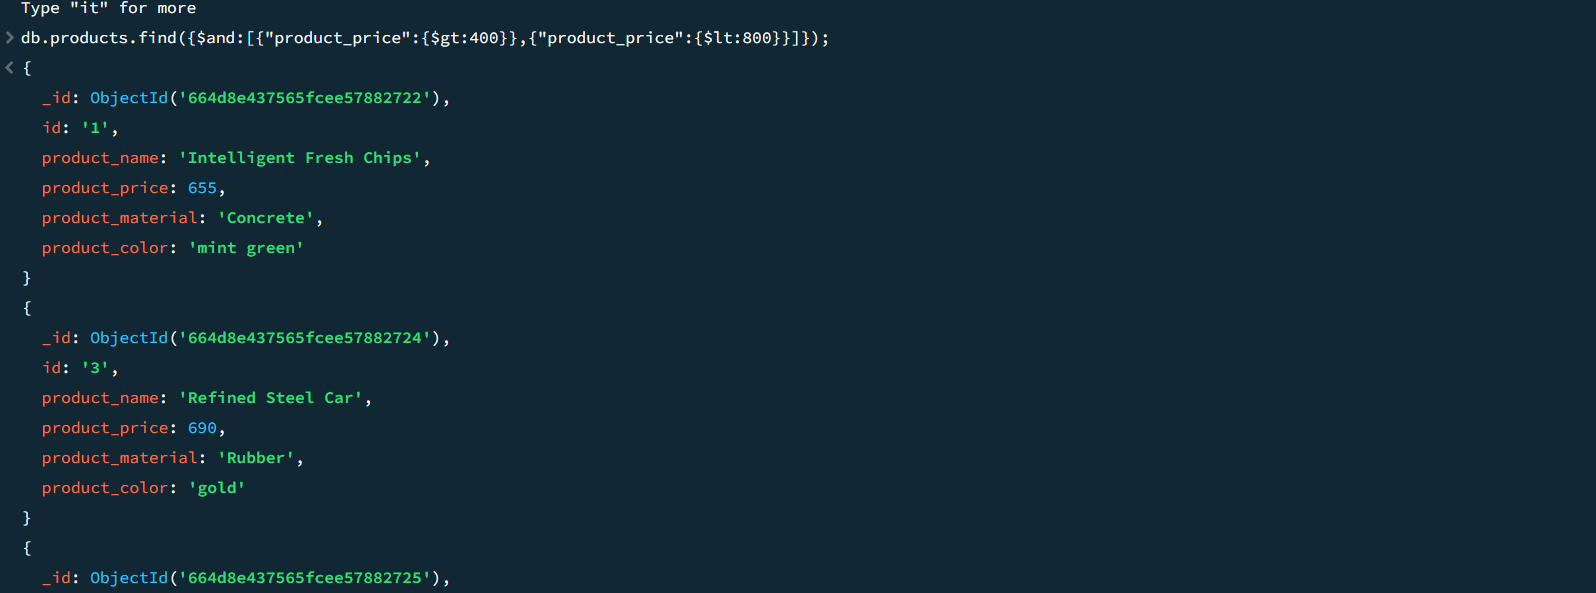 Type "it" for more
> db.products.find({$and:[{"product_price":{$gt:400}},{"product_price":{$lt:800}}]});
< {
_id: ObjectId('664d8e437565fcee57882722'),
id: '1',
product_name: 'Intelligent Fresh Chips',
product_price: 655,
product_material: 'Concrete',
product_color: 'mint green'
}
{
_id: ObjectId('664d8e437565fcee57882724'),
id: '3',
product_name: 'Refined Steel Car',
product_price: 690,
product_material: 'Rubber',
product_color: 'gold'
}
{
_id: ObjectId('664d8e437565fcee57882725'),